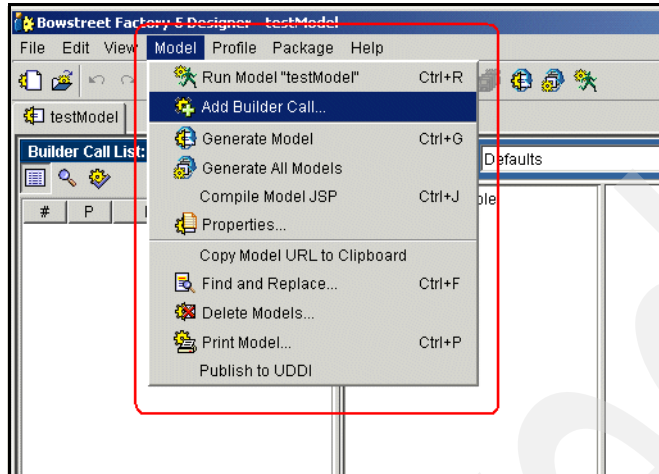 Bowstreet Factory 5 Designer - testModel
File Edit View Model Profile Package Help
Run Model "testModel" Ctrl+R
testModel
Add Builder Call...
Builder Call List:
Generate Model Ctrl+G
Defaults
Generate All Models
Compile Model JSP Ctrl+J
# P
Properties...
Copy Model URL to Clipboard
Find and Replace... Ctrl+F
Delete Models...
Print Model... Ctrl+P
Publish to UDDI